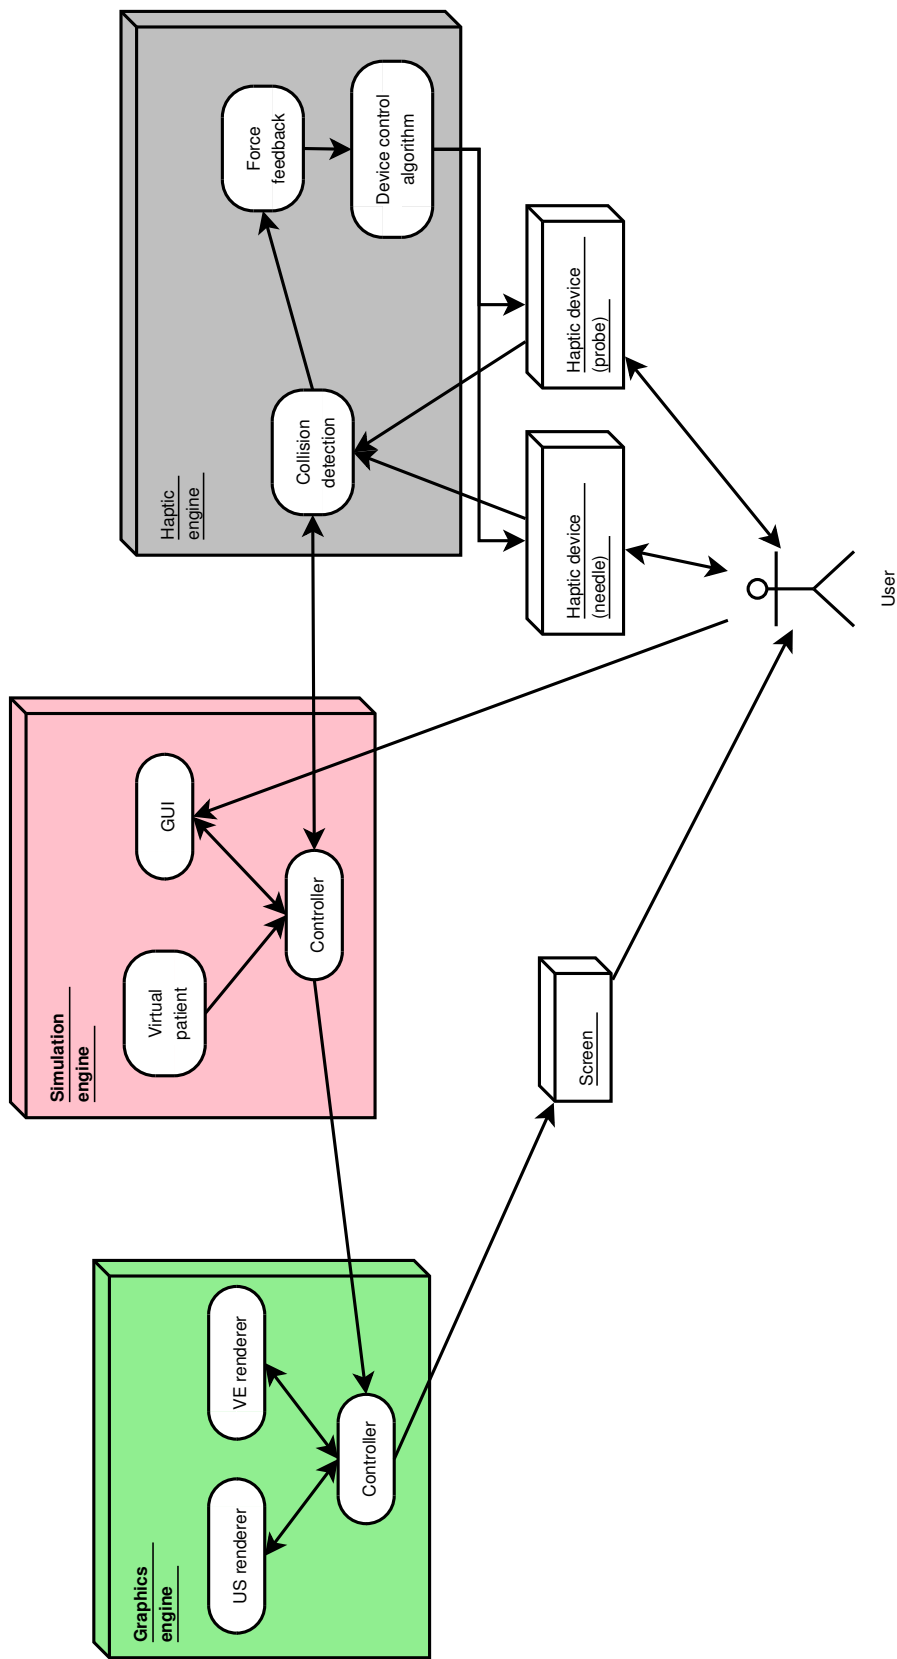 Graphics
engine
US renderer
VE renderer
Controller
Simulation
engine
Virtual
patient
GUI
Controller
Haptic
engine
Collision
detection
Force
feedback
Device control
algorithm
Screen
Haptic device
(needle)
Haptic device
(probe)
User